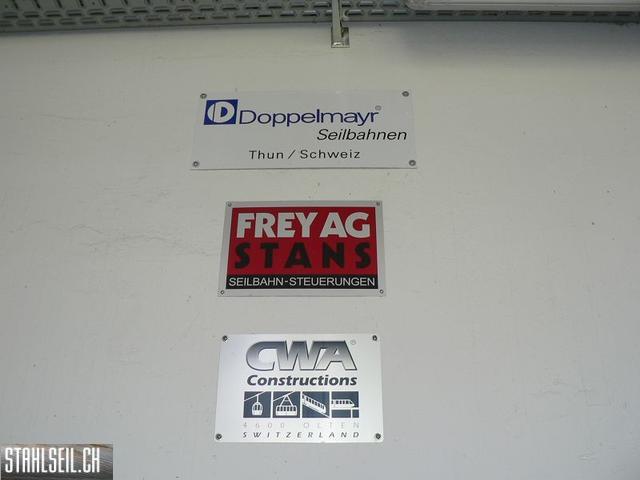 Doppelmayr
Seilbahnen
Thun / Schweiz
FREY AG
STANS
SEILBAHN-STEUERUNGEN
CWA®
Constructions
4600 OLTEN
SWITZERLAND
STAHLSEIL.CH